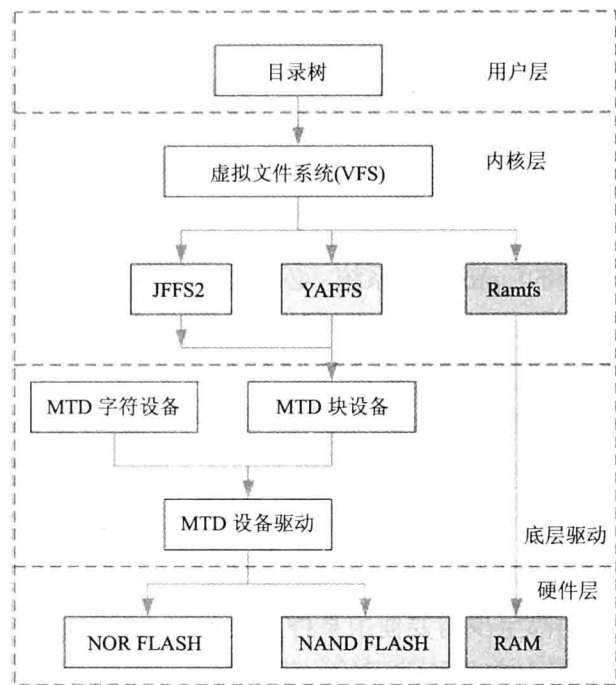 目录树
用户层
虚拟文件系统(VFS)
内核层
JFFS2
YAFFS
Ramfs
MTD 字符设备
MTD 块设备
MTD 设备驱动
底层驱动
硬件层
NOR FLASH
NAND FLASH
RAM